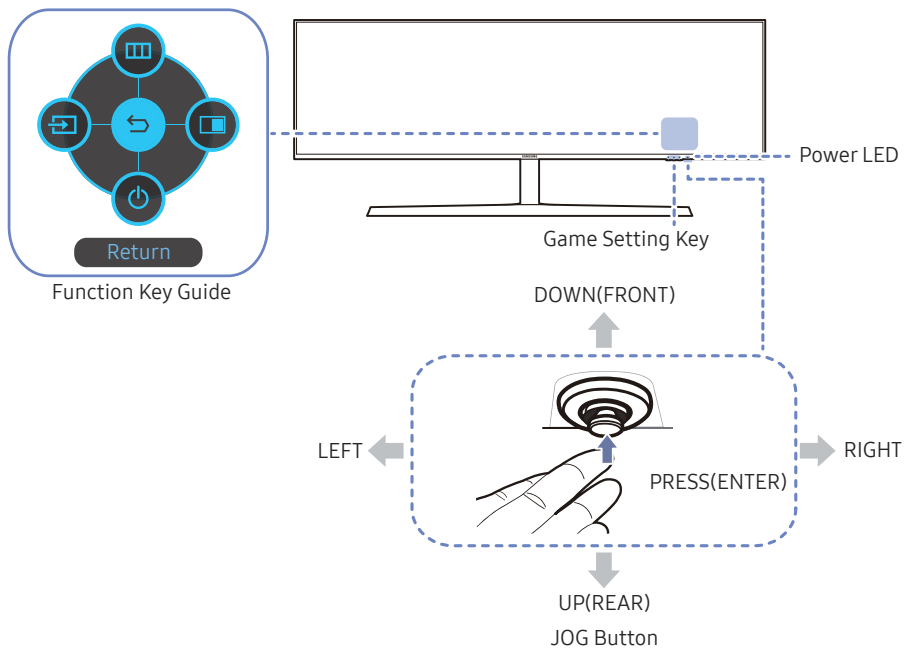 Return
Function Key Guide
SAMSUNG
Power LED
Game Setting Key
DOWN(FRONT)
LEFT
RIGHT
PRESS(ENTER)
UP(REAR)
JOG Button